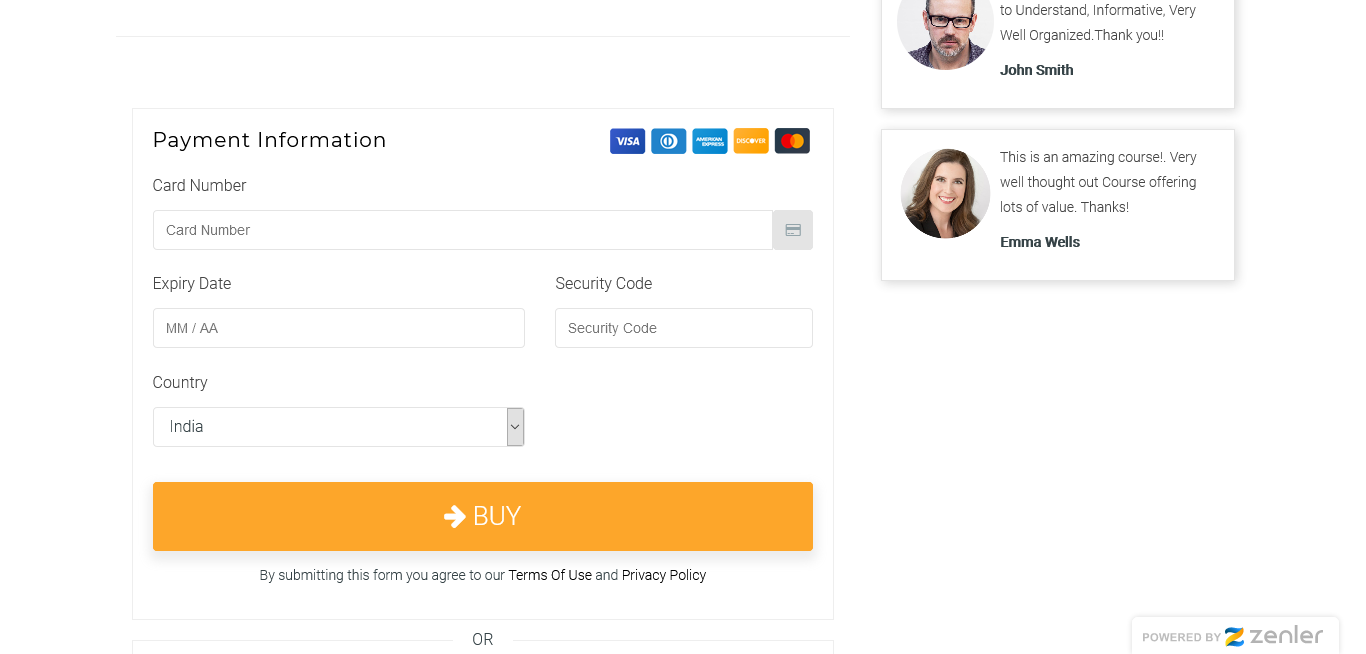 to Understand, Informative, Very
Well Organized.Thank you!!
John Smith
Payment Information
VISA
AMERICAN EXPRESS
DISCOVER
Card Number
Card Number
Expiry Date
Security Code
MM / AA
Security Code
Country
India
BUY
By submitting this form you agree to our Terms Of Use and Privacy Policy
OR
This is an amazing course!. Very
well thought out Course offering
lots of value. Thanks!
Emma Wells
POWERED BY zenler